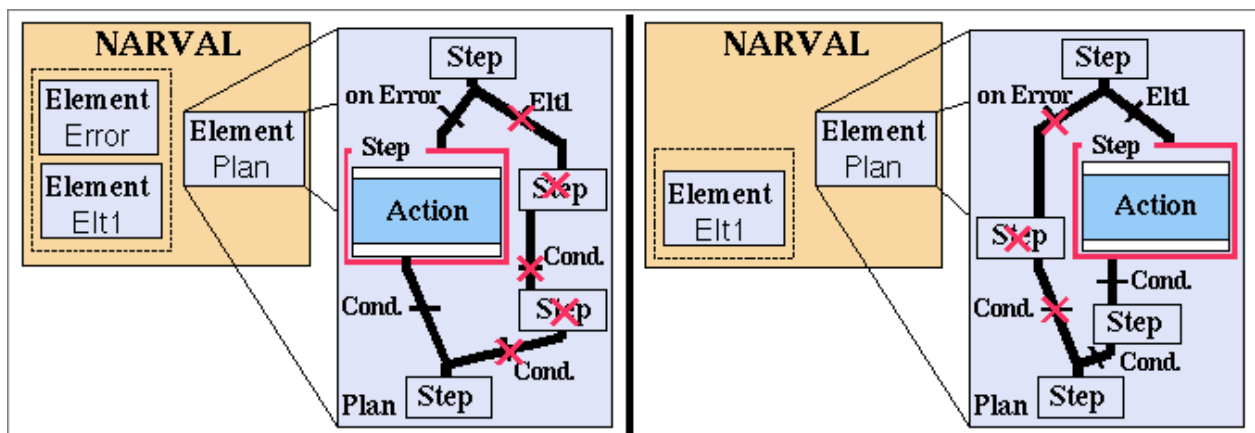 NARVAL
Element
Error
Element
Elt1
Element
Plan
Step
on Error
Elt1
Step
Action
Step
Cond.
Cond.
Step
Cond.
Step
Plan
NARVAL
Element
Elt1
Element
Plan
Step
on Error
Elt1
Step
Action
Step
Cond.
Cond.
Step
Cond.
Step
Plan